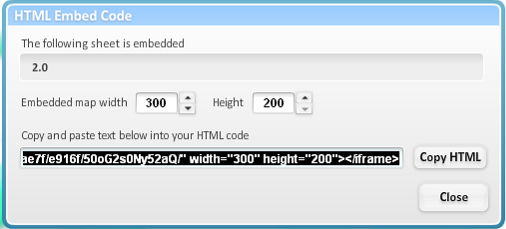 HTML Embed Code
The following sheet is embedded
2.0
Embedded map width 300 Height 200
Copy and paste text below into your HTML code
ae7f/e916f/50oG2s0Ny52aQ/" width="300" height="200"></iframe> Copy HTML
Close